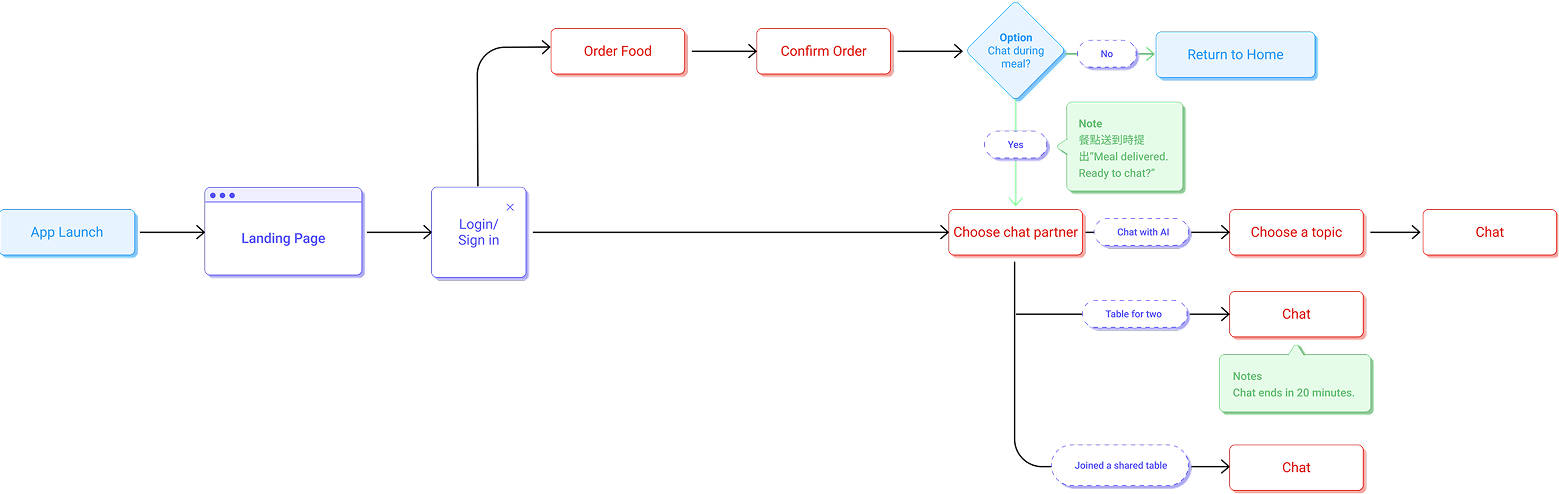 Order Food
Confirm Order
Option
Chat during
meal?
No
Return to Home
Note
餐點送到時提
出"Meal delivered.
Ready to chat?"
Yes
App Launch
Landing Page
Login/
Sign in
Choose chat partner
Chat with AI
Choose a topic
Chat
Table for two
Chat
Notes
Chat ends in 20 minutes.
Joined a shared table
Chat